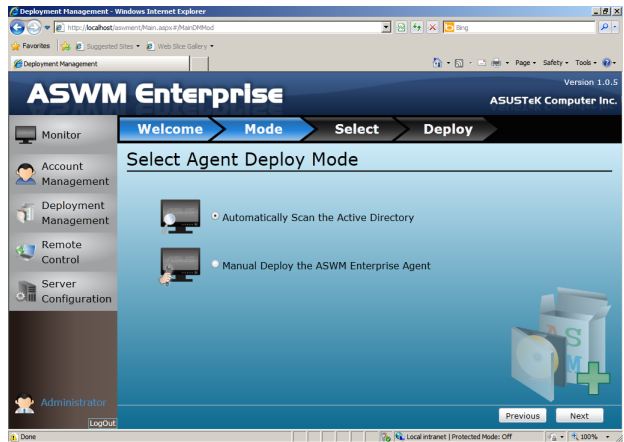 Deployment Management - Windows Internet Explorer
http://localhost/aswment/Main.aspx#/MainDMMod
Bing
Favorites
Suggested Sites
Web Slice Gallery
Deployment Management
Page
Safety
Tools
Version 1.0.5
ASWM Enterprise
ASUSTeK Computer Inc.
Monitor
Account
Management
Deployment
Management
Remote
Control
Server
Configuration
Administrator
LogOut
Welcome
Mode
Select
Deploy
Select Agent Deploy Mode
Automatically Scan the Active Directory
Manual Deploy the ASWM Enterprise Agent
AS
WM
Previous
Next
Done
Local intranet | Protected Mode: Off
100%